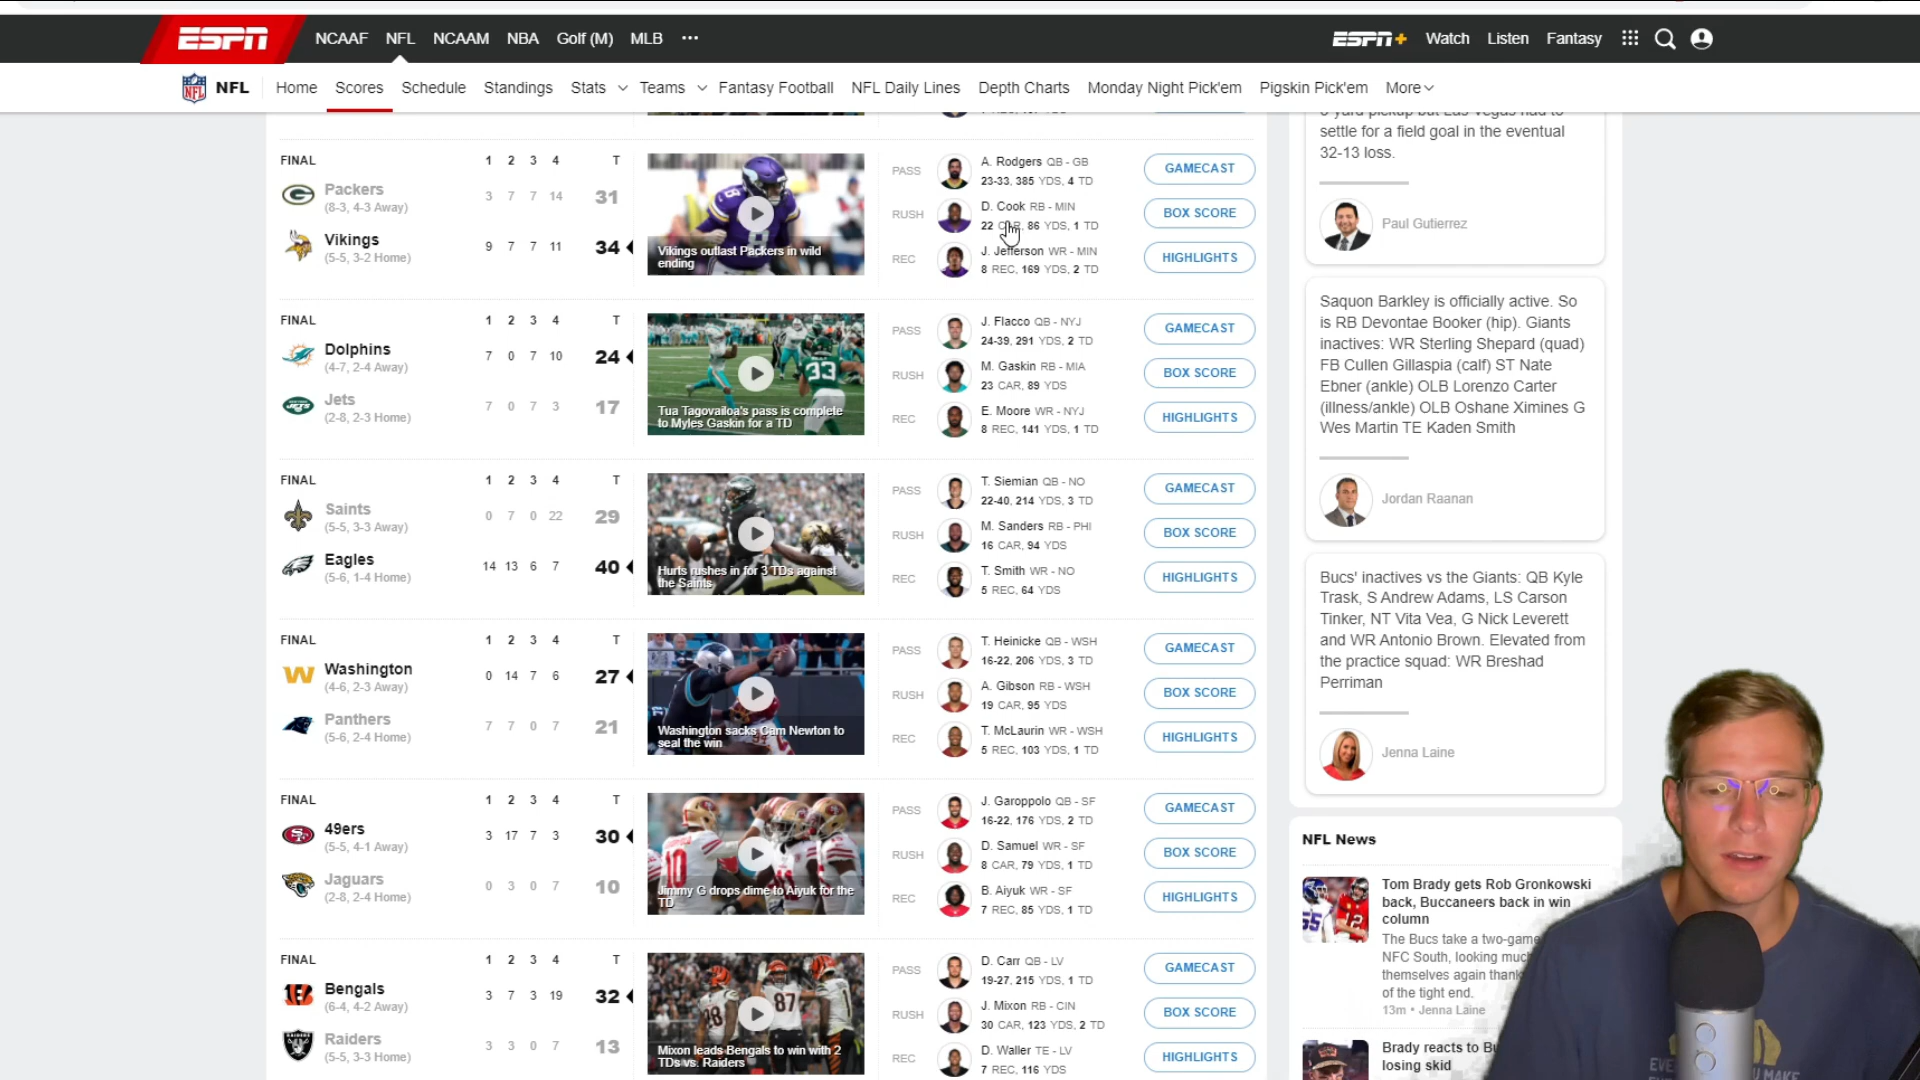 ESPN
NCAAF NFL NCAAM NBA Golf (M) MLB •••
ESPN+ Watch Listen Fantasy
NFL Home Scores Schedule Standings Stats Teams Fantasy Football NFL Daily Lines Depth Charts Monday Night Pick'em Pigskin Pick'em More
FINAL 1 2 3 4 T
Packers 3 7 7 14 31
(8-3, 4-3 Away)
Vikings 9 7 7 11 34
(5-5, 3-2 Home)
Vikings outlast Packers in wild
ending
PASS A. Rodgers QB - GB
23-33, 385 YDS, 4 TD
RUSH D. Cook RB - MIN
22 CAR, 86 YDS, 1 TD
REC J. Jefferson WR - MIN
8 REC, 169 YDS, 2 TD
GAMECAST
BOX SCORE
HIGHLIGHTS
FINAL 1 2 3 4 T
Dolphins 7 0 7 10 24
(4-7, 2-4 Away)
Jets 7 0 7 3 17
(2-8, 2-3 Home)
JETS
33
Tua Tagovailoa's pass is complete
to Myles Gaskin for a TD
PASS J. Flacco QB - NYJ
24-39, 291 YDS, 2 TD
RUSH M. Gaskin RB - MIA
23 CAR, 89 YDS
REC E. Moore WR - NYJ
8 REC, 141 YDS, 1 TD
GAMECAST
BOX SCORE
HIGHLIGHTS
FINAL 1 2 3 4 T
Saints 0 7 0 22 29
(5-5, 3-3 Away)
Eagles 14 13 6 7 40
(5-6, 1-4 Home)
Hurts rushes in for 3 TDs against
the Saints
PASS T. Siemian QB - NO
22-40, 214 YDS, 3 TD
RUSH M. Sanders RB - PHI
16 CAR, 94 YDS
REC T. Smith WR - NO
5 REC, 64 YDS
GAMECAST
BOX SCORE
HIGHLIGHTS
FINAL 1 2 3 4 T
Washington 0 14 7 6 27
(4-6, 2-3 Away)
Panthers 7 7 0 7 21
(5-6, 2-4 Home)
Washington sacks Cam Newton to
seal the win
PASS T. Heinicke QB - WSH
16-22, 206 YDS, 3 TD
RUSH A. Gibson RB - WSH
19 CAR, 95 YDS
REC T. McLaurin WR - WSH
5 REC, 103 YDS, 1 TD
GAMECAST
BOX SCORE
HIGHLIGHTS
FINAL 1 2 3 4 T
49ers 3 17 7 3 30
(5-5, 4-1 Away)
Jaguars 0 3 0 7 10
(2-8, 2-4 Home)
10
11
Jimmy G drops dime to Aiyuk for the
TD
PASS J. Garoppolo QB - SF
16-22, 176 YDS, 2 TD
RUSH D. Samuel WR - SF
8 CAR, 79 YDS, 1 TD
REC B. Aiyuk WR - SF
7 REC, 85 YDS, 1 TD
GAMECAST
BOX SCORE
HIGHLIGHTS
FINAL 1 2 3 4 T
Bengals 3 7 3 19 32
(6-4, 4-2 Away)
Raiders 3 3 0 7 13
(5-5, 3-3 Home)
28
87
Mixon leads Bengals to win with 2
TDs vs. Raiders
PASS D. Carr QB - LV
19-27, 215 YDS, 1 TD
RUSH J. Mixon RB - CIN
30 CAR, 123 YDS, 2 TD
REC D. Waller TE - LV
7 REC, 116 YDS
GAMECAST
BOX SCORE
HIGHLIGHTS
settle for a field goal in the eventual
32-13 loss.
Paul Gutierrez
Saquon Barkley is officially active. So
is RB Devontae Booker (hip). Giants
inactives: WR Sterling Shepard (quad)
FB Cullen Gillaspia (calf) ST Nate
Ebner (ankle) OLB Lorenzo Carter
(illness/ankle) OLB Oshane Ximines G
Wes Martin TE Kaden Smith
Jordan Raanan
Bucs' inactives vs the Giants: QB Kyle
Trask, S Andrew Adams, LS Carson
Tinker, NT Vita Vea, G Nick Leverett
and WR Antonio Brown. Elevated from
the practice squad: WR Breshad
Perriman
Jenna Laine
NFL News
Tom Brady gets Rob Gronkowski
back, Buccaneers back in win
column
The Bucs take a two-game
NFC South, looking much
themselves again thank
of the tight end.
13m • Jenna Laine
Brady reacts to Bu
losing skid